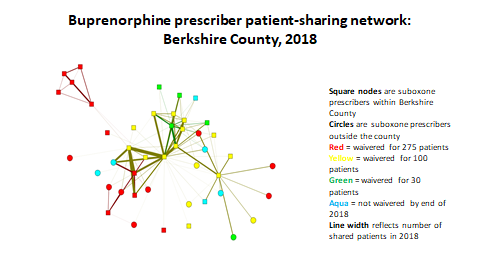 Buprenorphine prescriber patient-sharing network:
Berkshire County, 2018
Square nodes are suboxone
prescribers within Berkshire
County
Circles are suboxone prescribers
outside the county
Red = waivered for 275 patients
Yellow = waivered for 100
patients
Green = waivered for 30
patients
Aqua = not waivered by end of
2018
Line width reflects number of
shared patients in 2018